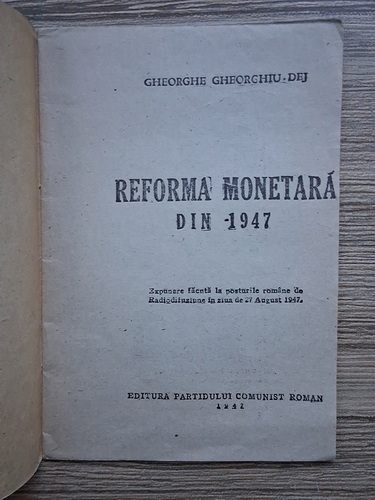 GHEORGHE GHEORGHIU-DEJ
REFORMA MONETARĂ
DIN 1947
Expunere făcută la posturile române de
Radiodifuziune în ziua de 27 August 1947.
EDITURA PARTIDULUI COMUNIST ROMAN
1947